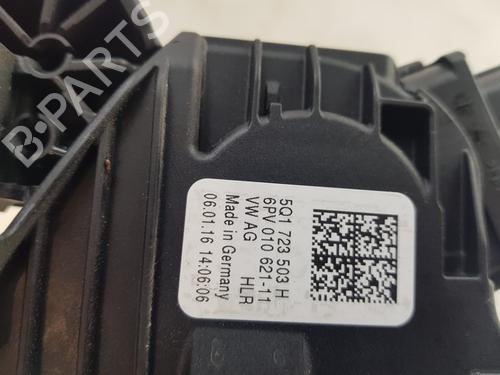 B-PARTS
5Q1 723 503 H
6PV 010 621-11
VW AG HLR
Made in Germany
06.01.16 14:06:06